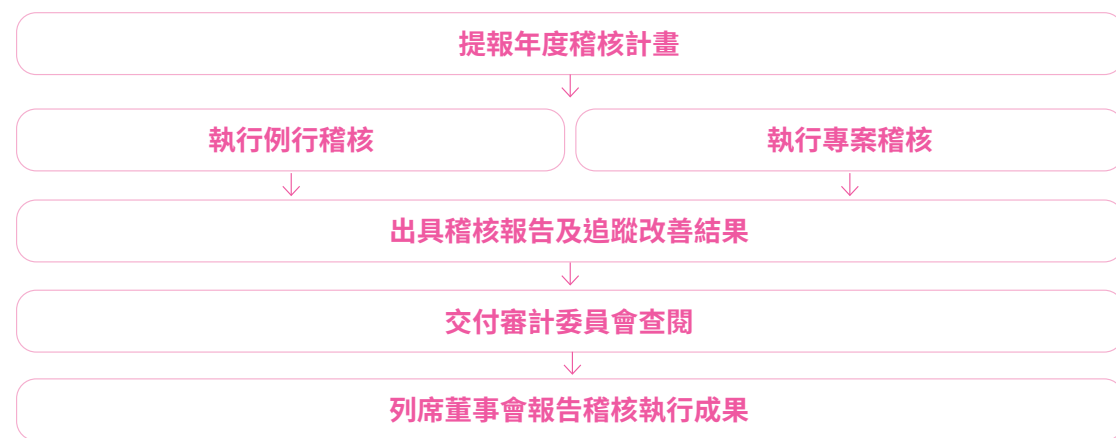 提報年度稽核計畫
執行例行稽核
執行專案稽核
出具稽核報告及追蹤改善結果
交付審計委員會查閱
列席董事會報告稽核執行成果